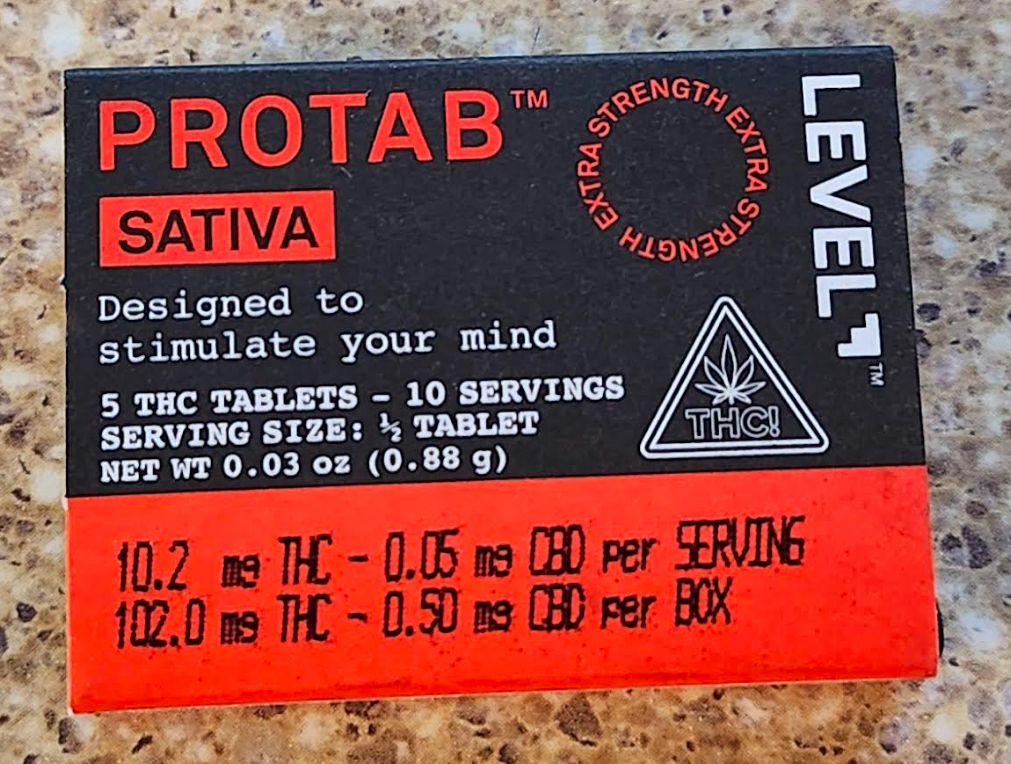 PROTAB™
SATIVA
Designed to
stimulate your mind
5 THC TABLETS – 10 SERVINGS
SERVING SIZE: ½ TABLET
NET WT 0.03 oz (0.88 g)
EXTRA STRENGTH EXTRA STRENGTH EXTRA STRENGTH
LEVEL™
THC!
10.2 mg THC - 0.05 mg CBD per SERVING
102.0 mg THC - 0.50 mg CBD per BOX